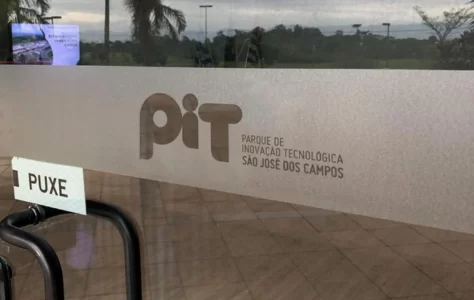 PiT
PARQUE DE
INOVAÇÃO TECNOLÓGICA
SÃO JOSÉ DOS CAMPOS
PUXE